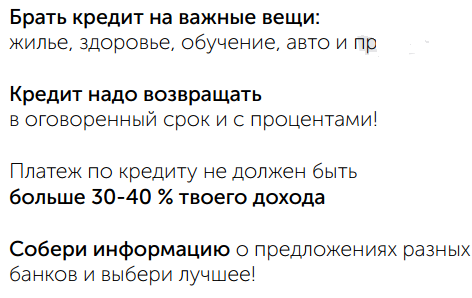 Брать кредит на важные вещи:
жилье, здоровье, обучение, авто и
Кредит надо возвращать
в оговоренный срок и с процентами!
Платеж по кредиту не должен быть
больше 30-40 % твоего дохода
Собери информацию о предложениях разных
банков и выбери лучшее!